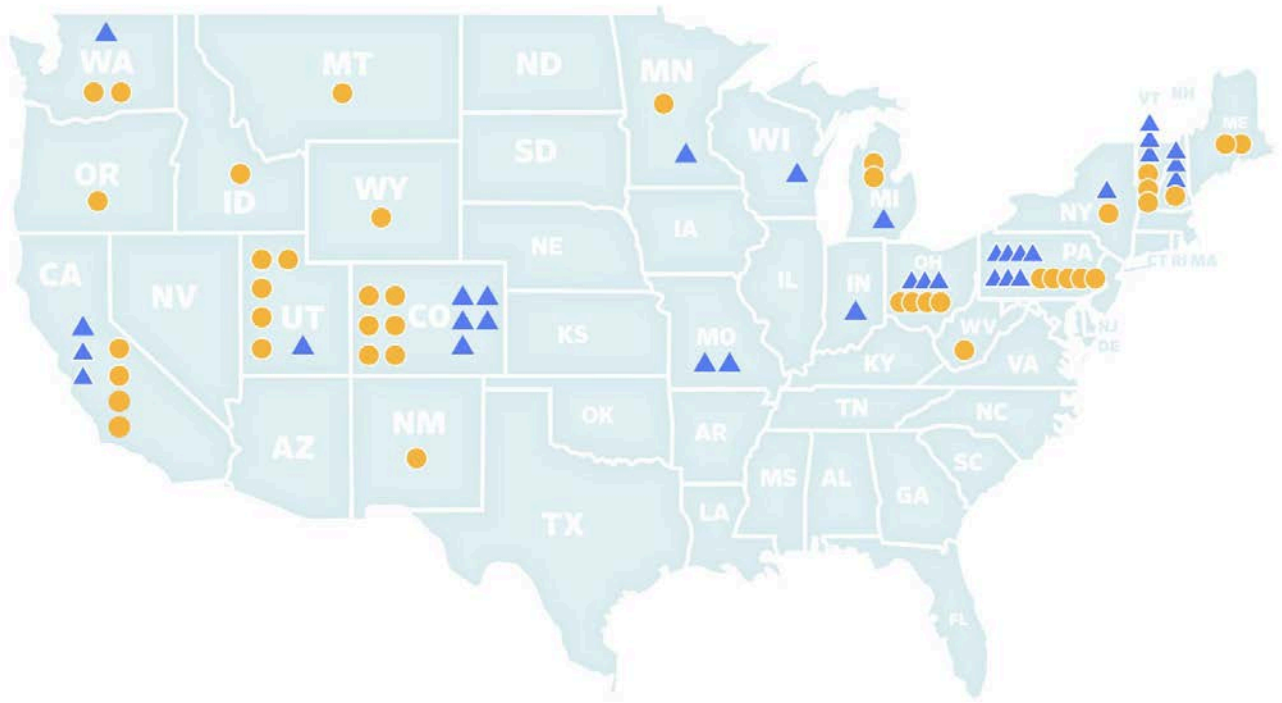 VT NH
WA MT ND MN
ME
WI
OR ID WY SD
MI
NY
CA NV NE IA
PA
OH
CT RI MA
UT CO IL IN
KS MO WV NJ
DE
KY VA
AZ NM OK AR TN NC
SC
MS AL GA
TX LA
FL